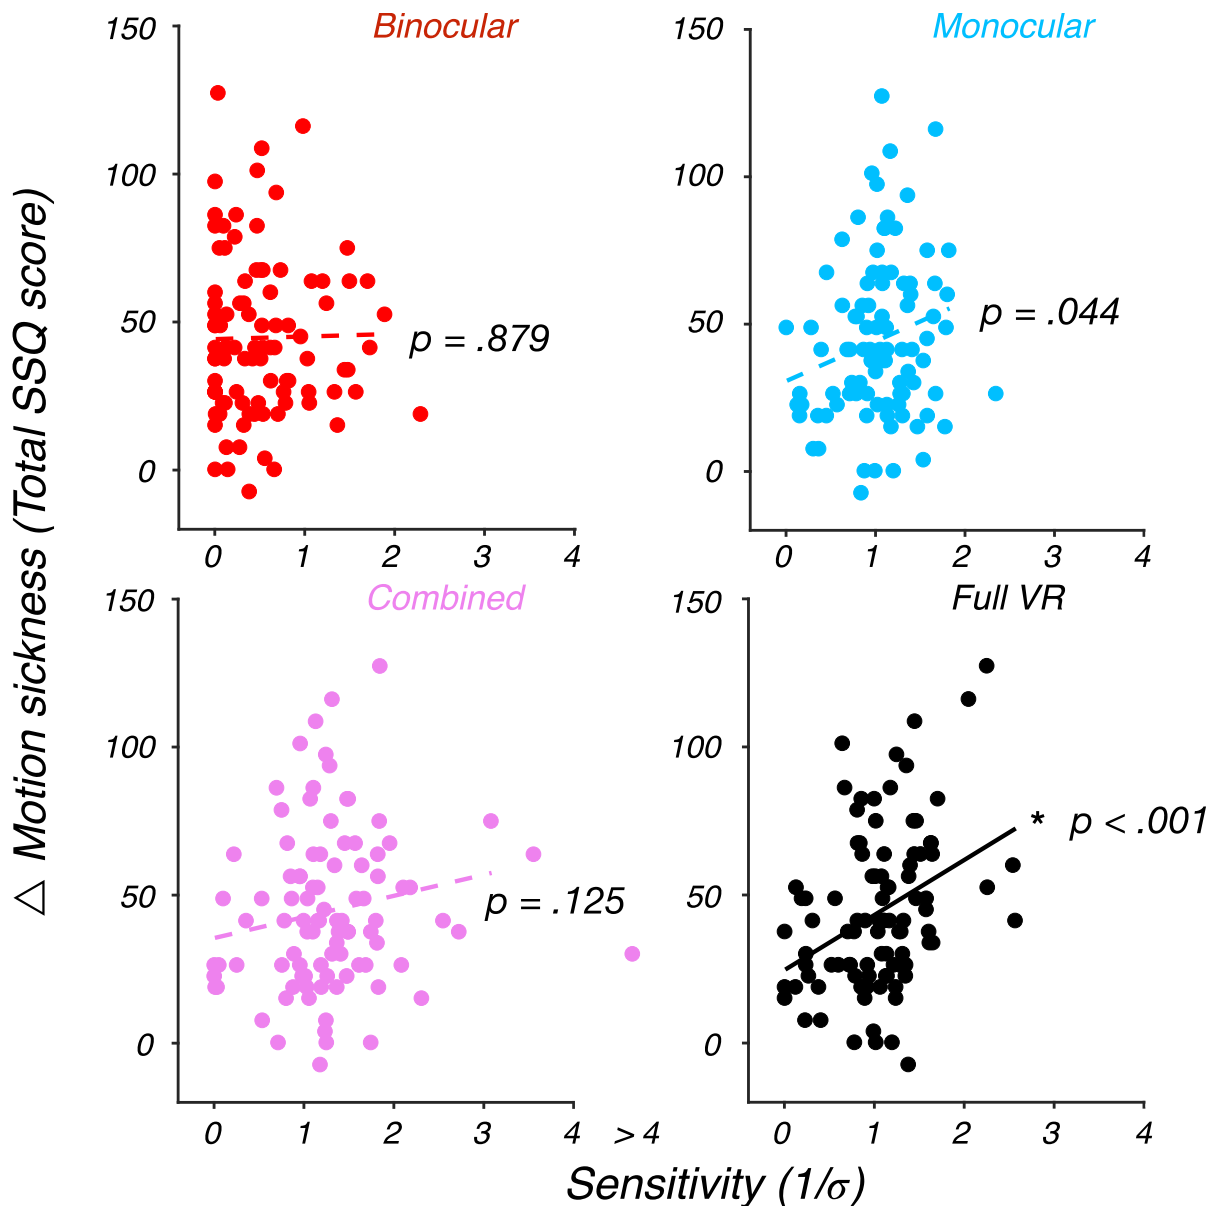 Binocular
150
100
50
0
p = .879
0 1 2 3 4
Monocular
150
100
50
0
p = .044
0 1 2 3 4
△ Motion sickness (Total SSQ score)
Combined
150
100
50
0
p = .125
0 1 2 3 4 > 4
Full VR
150
100
50
0
* p < .001
0 1 2 3 4
Sensitivity (1/σ)